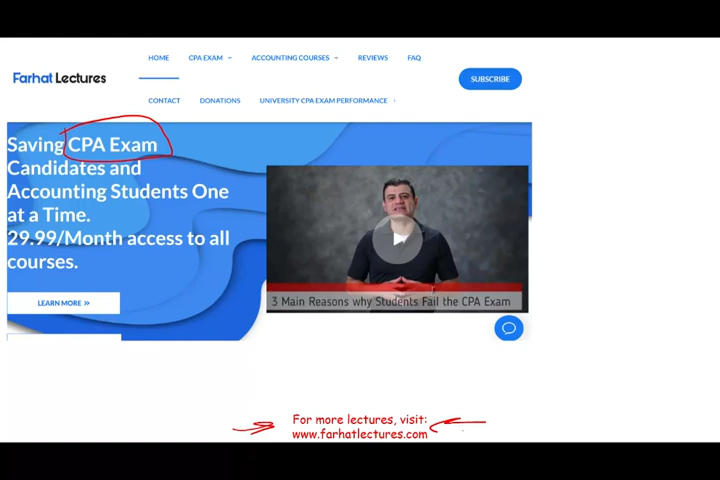 HOME
CPA EXAM
ACCOUNTING COURSES
REVIEWS
FAQ
Farhat Lectures
SUBSCRIBE
CONTACT
DONATIONS
UNIVERSITY CPA EXAM PERFORMANCE
Saving CPA Exam
Candidates and
Accounting Students One
at a Time.
29.99/Month access to all
courses.
LEARN MORE »
3 Main Reasons why Students Fail the CPA Exam
For more lectures, visit:
www.farhatlectures.com